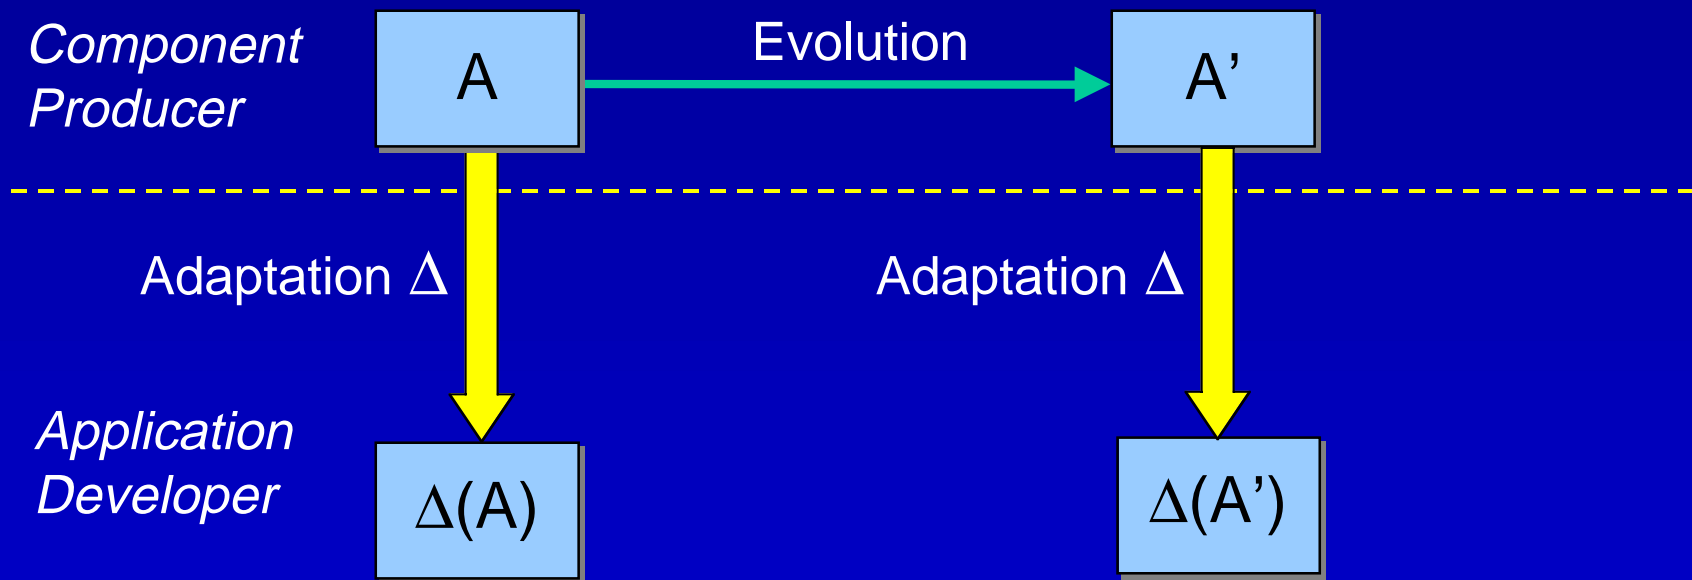 Component
Producer
A
Evolution
A’
Adaptation Δ
Adaptation Δ
Application
Developer
Δ(A)
Δ(A’)